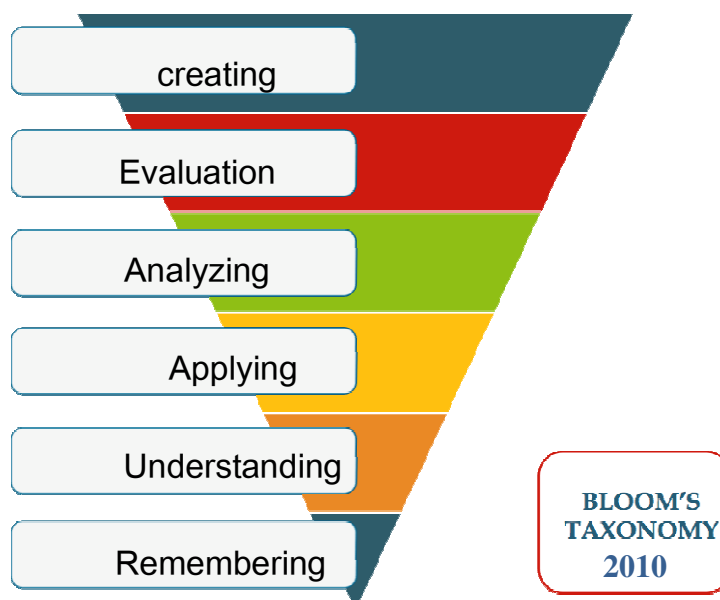 creating
Evaluation
Analyzing
Applying
Understanding
Remembering
BLOOM'S
TAXONOMY
2010